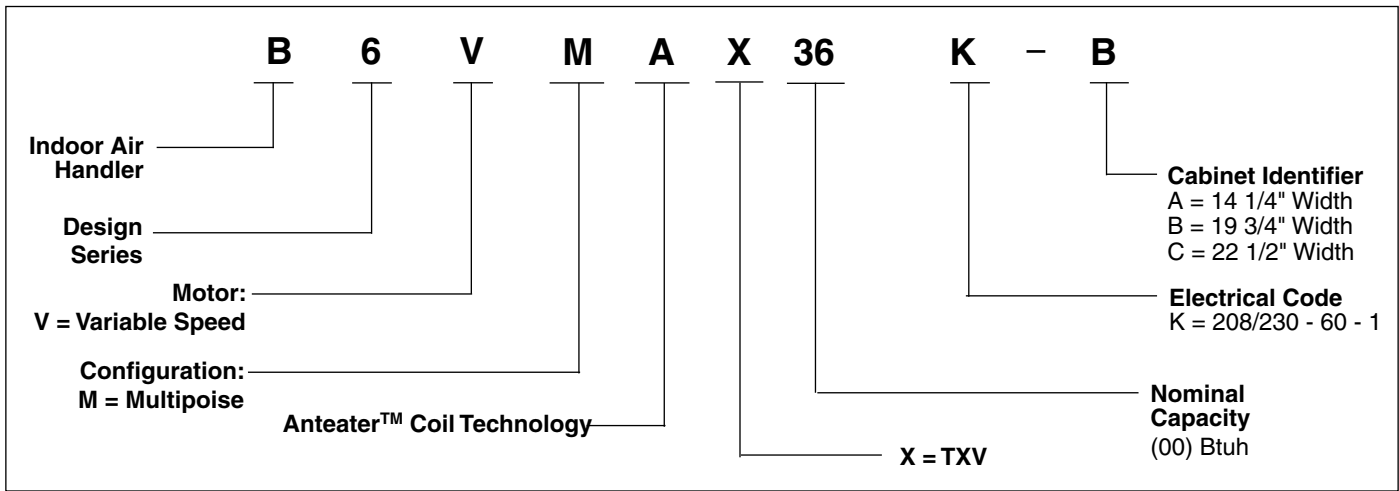 B 6 V M A X 36 K – B
Indoor Air
Handler
Design
Series
Motor:
V = Variable Speed
Configuration:
M = Multipoise
Anteater™ Coil Technology
X = TXV
Nominal
Capacity
(00) Btuh
Electrical Code
K = 208/230 - 60 - 1
Cabinet Identifier
A = 14 1/4" Width
B = 19 3/4" Width
C = 22 1/2" Width